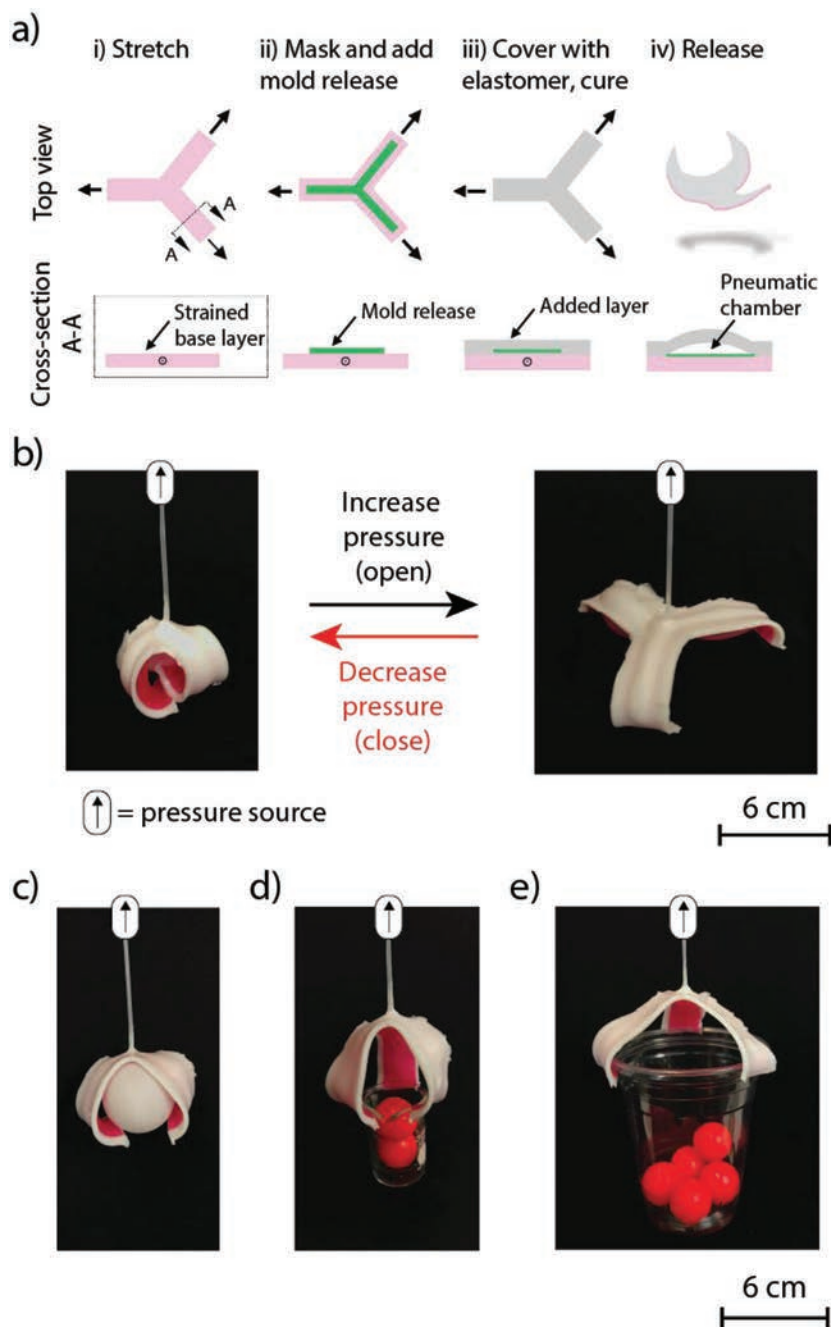 a)
i) Stretch
ii) Mask and add
mold release
iii) Cover with
elastomer, cure
iv) Release
Top view
A
A
Cross-section
A-A
Strained
base layer
Mold release
Added layer
Pneumatic
chamber
b)
Increase
pressure
(open)
Decrease
pressure
(close)
= pressure source
6 cm
c)
d)
e)
6 cm